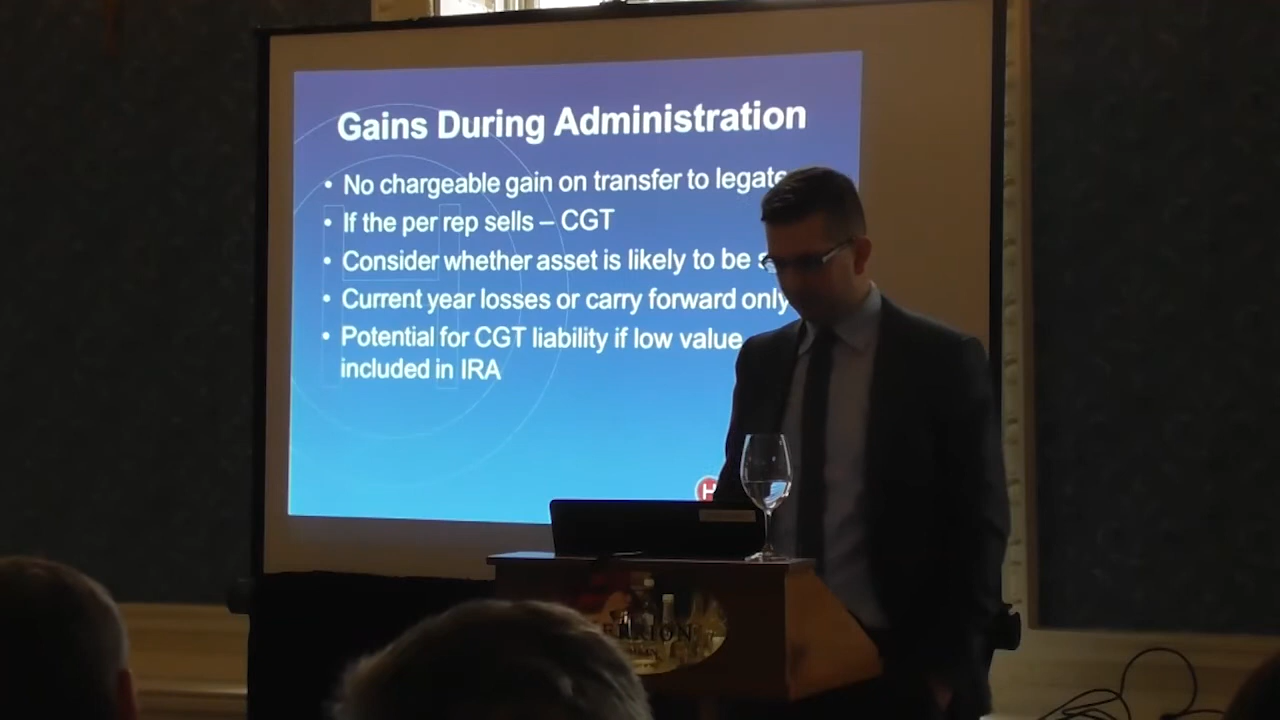 Gains During Administration
• No chargeable gain on transfer to
• If the per rep sells – CGT
• Consider whether asset is likely to be
• Current year losses or carry forward only
• Potential for CGT liability if low value
included in IRA
H